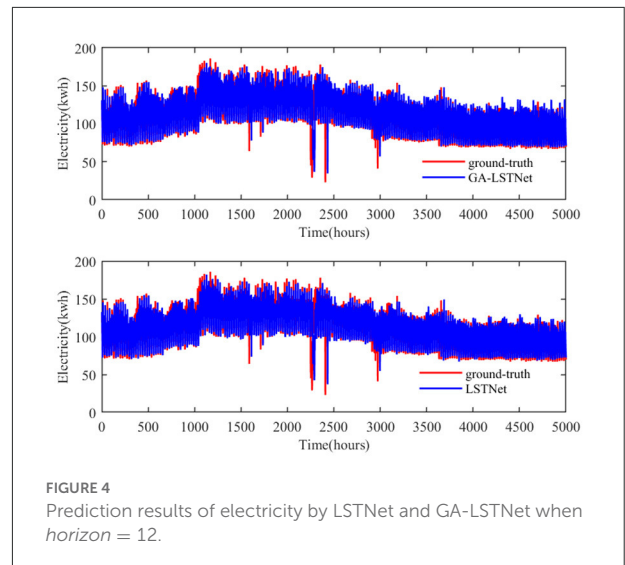 200
150
100
50
0
Electricity(kwh)
ground-truth
GA-LSTNet
0 500 1000 1500 2000 2500 3000 3500 4000 4500 5000
Time(hours)
200
150
100
50
0
Electricity(kwh)
ground-truth
LSTNet
0 500 1000 1500 2000 2500 3000 3500 4000 4500 5000
Time(hours)
FIGURE 4
Prediction results of electricity by LSTNet and GA-LSTNet when
horizon = 12.